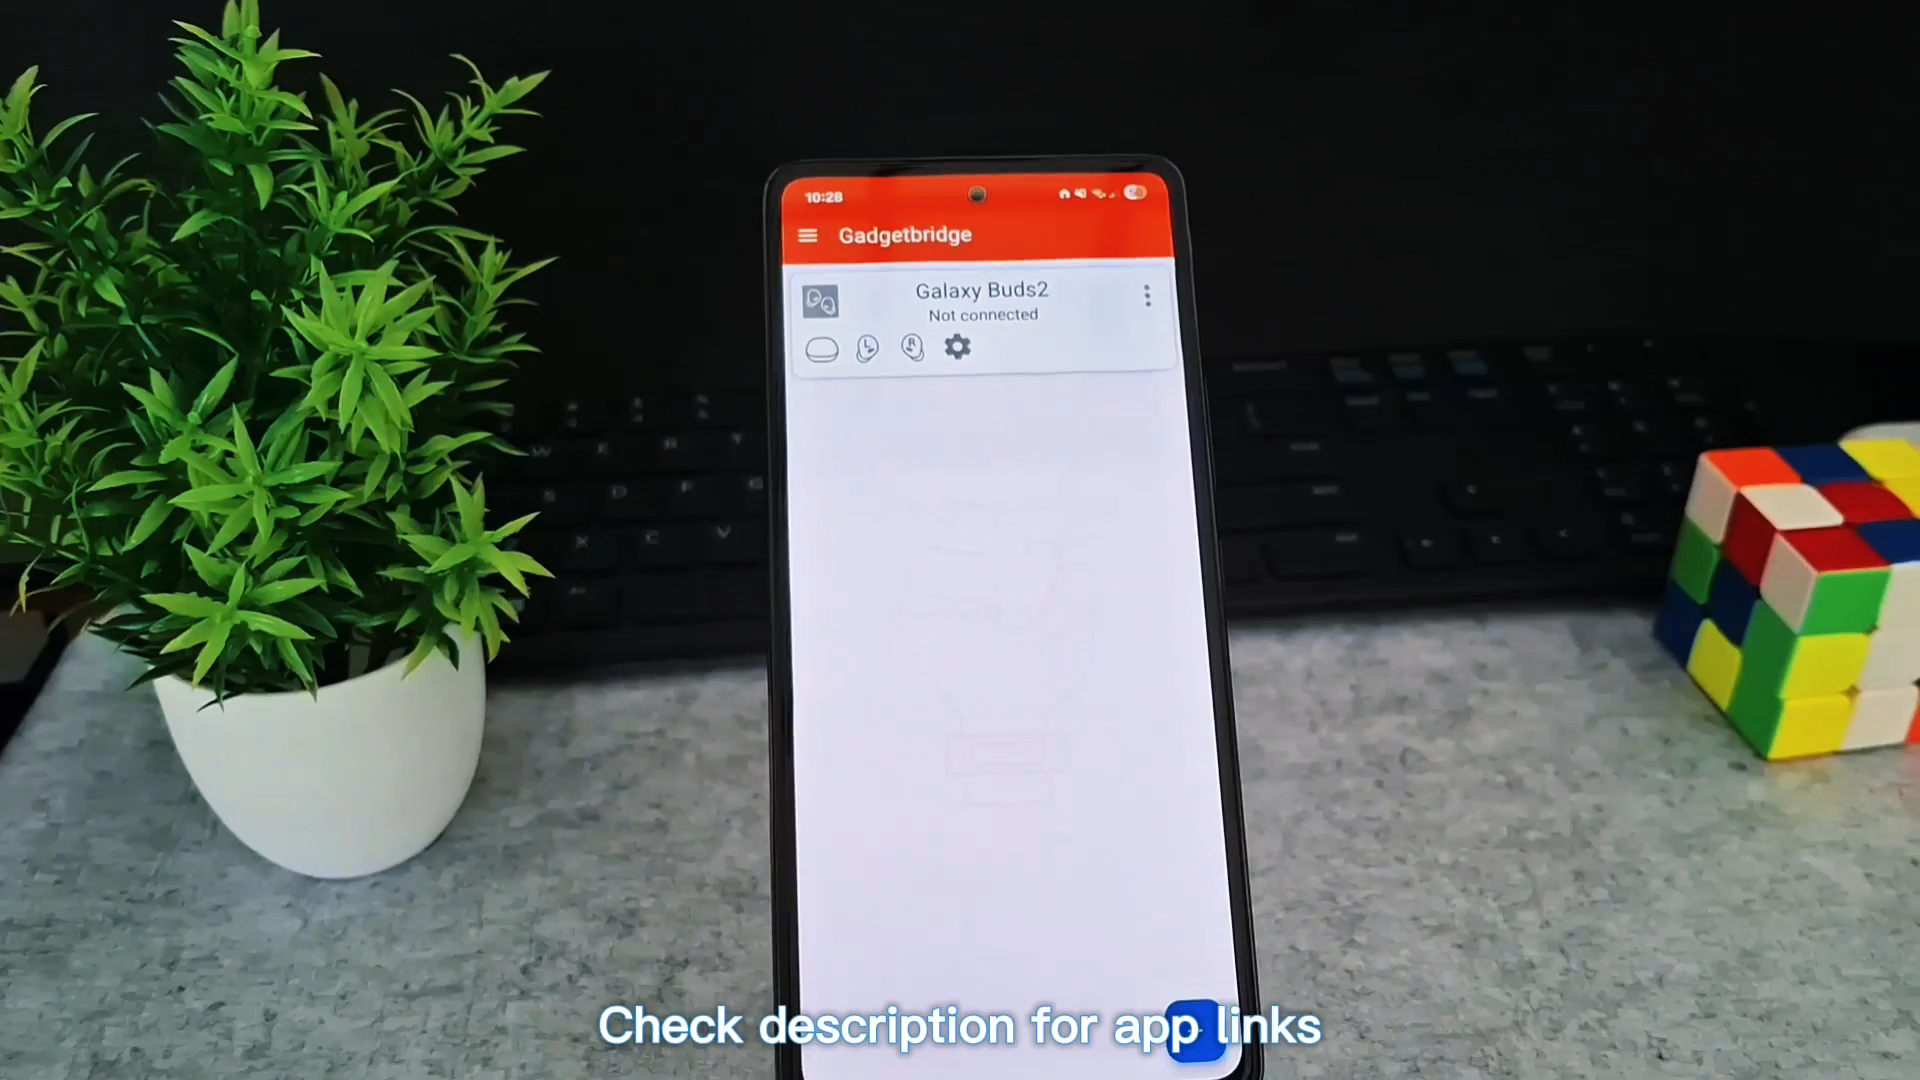 10:28
Gadgetbridge
Galaxy Buds2
Not connected
L
R
W
R
T
S
D
F
G
X
C
V
Check description for app links